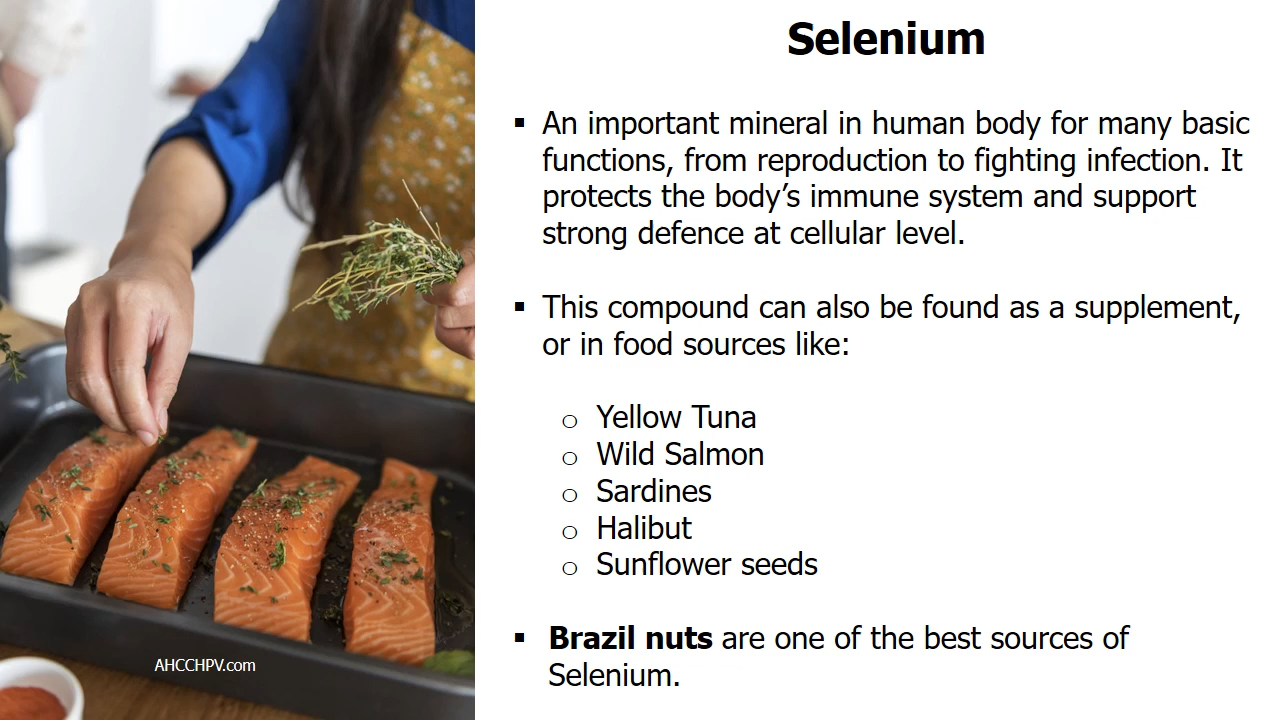 Selenium
▪ An important mineral in human body for many basic
functions, from reproduction to fighting infection. It
protects the body’s immune system and support
strong defence at cellular level.
▪ This compound can also be found as a supplement,
or in food sources like:
o Yellow Tuna
o Wild Salmon
o Sardines
o Halibut
o Sunflower seeds
▪ Brazil nuts are one of the best sources of
Selenium.
AHCCHPV.com